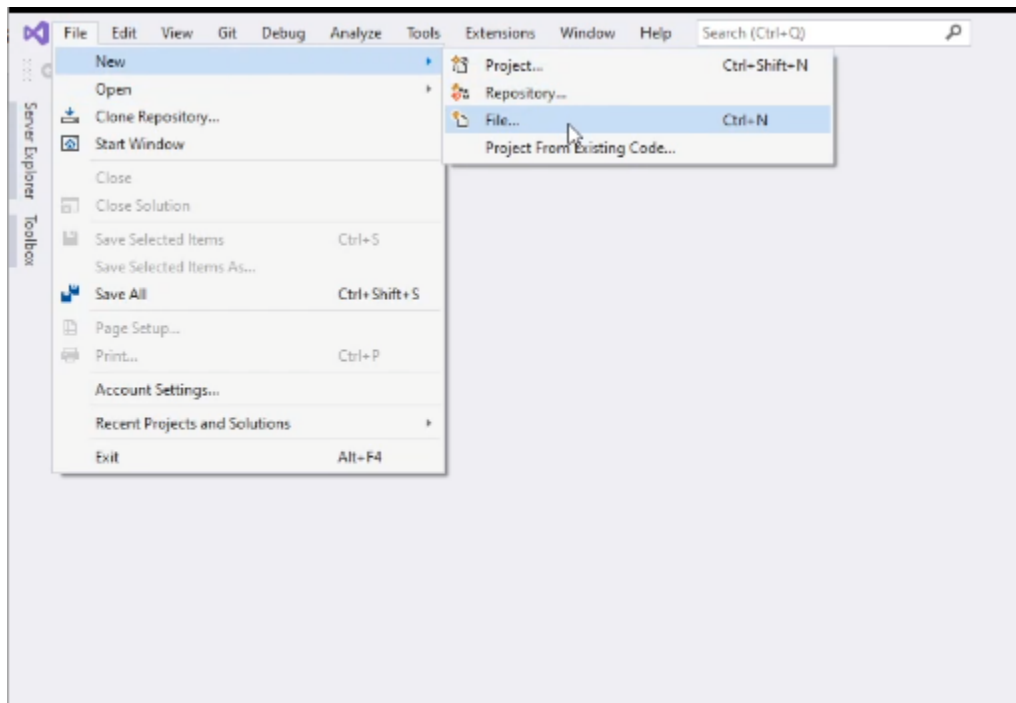 File Edit View Git Debug Analyze Tools Extensions Window Help Search (Ctrl+Q)
New
Open
Clone Repository...
Start Window
Close
Close Solution
Save Selected Items Ctrl+S
Save Selected Items As...
Save All Ctrl+Shift+S
Page Setup...
Print... Ctrl+P
Account Settings...
Recent Projects and Solutions
Exit Alt+F4
Project... Ctrl+Shift+N
Repository...
File... Ctrl+N
Project From Existing Code...
Server Explorer
Toolbox